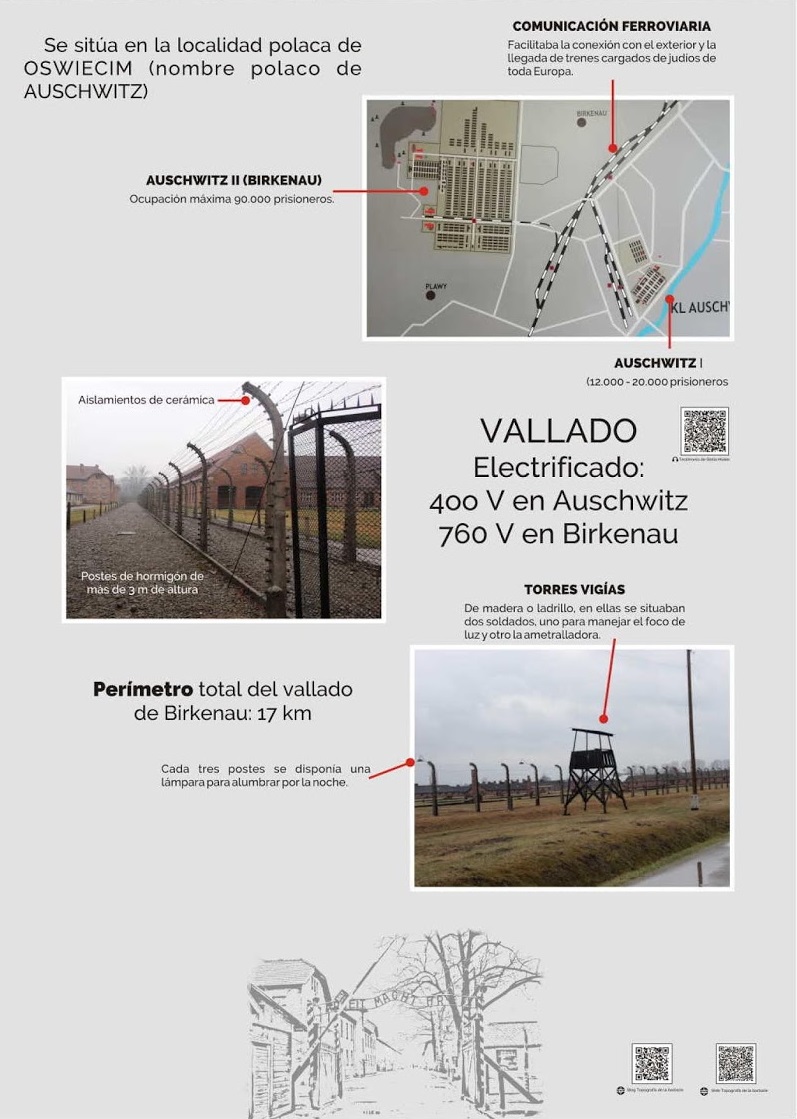 Se sitúa en la localidad polaca de
OSWIECIM (nombre polaco de
AUSCHWITZ)
COMUNICACIÓN FERROVIARIA
Facilitaba la conexión con el exterior y la
llegada de trenes cargados de judíos de
toda Europa.
BIRKENAU
AUSCHWITZ II (BIRKENAU)
Ocupación máxima 90.000 prisioneros.
PLAWY
KL AUSCH
AUSCHWITZ I
(12.000 - 20.000 prisioneros
Aislamientos de cerámica
Postes de hormigón de
más de 3 m de altura
VALLADO
Electrificado:
400 V en Auschwitz
760 V en Birkenau
TORRES VIGÍAS
De madera o ladrillo, en ellas se situaban
dos soldados, uno para manejar el foco de
luz y otro la ametralladora.
Perímetro total del vallado
de Birkenau: 17 km
Cada tres postes se disponía una
lámpara para alumbrar por la noche.
EIT MACHT FR